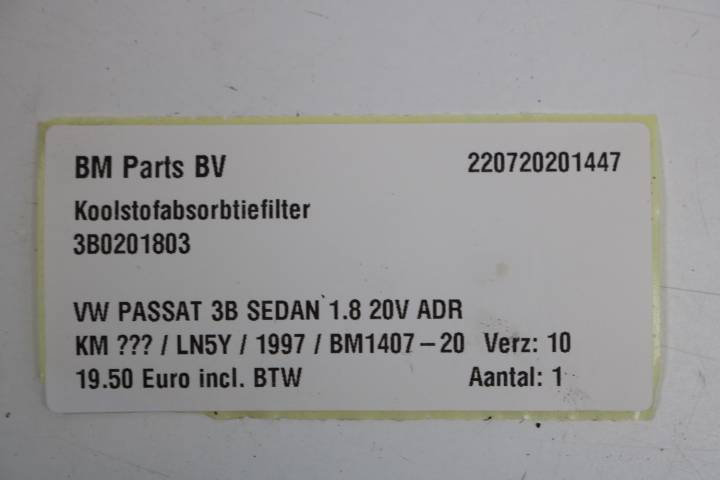 BM Parts BV 220720201447
Koolstofabsorbtiefilter
3B0201803
VW PASSAT 3B SEDAN 1.8 20V ADR
KM ??? / LN5Y / 1997 / BM1407-20 Verz: 10
19.50 Euro incl. BTW Aantal: 1